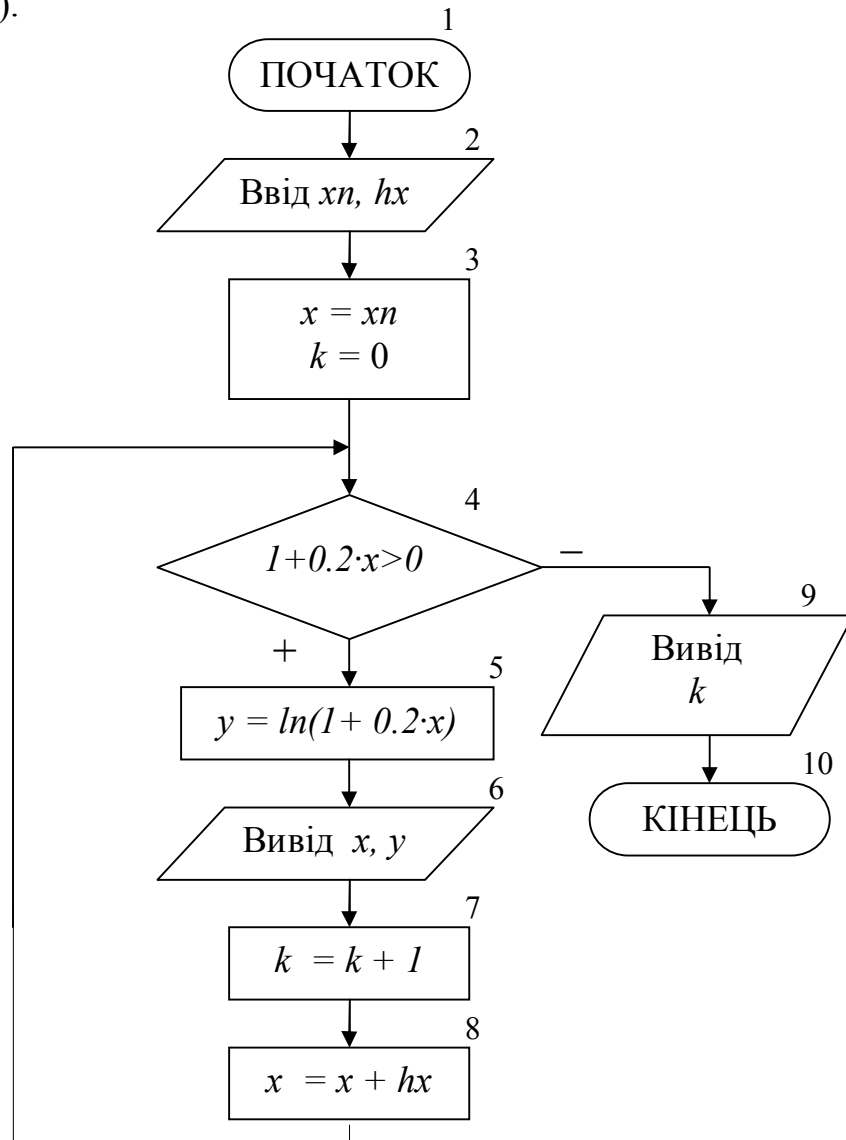 ).
1
ПОЧАТОК
2
Ввід xn, hx
3
x = xn
k = 0
4
1+0.2·x>0
–
+
5
y = ln(1+ 0.2·x)
6
Вивід x, y
7
k = k + 1
8
x = x + hx
9
Вивід
k
10
КІНЕЦЬ